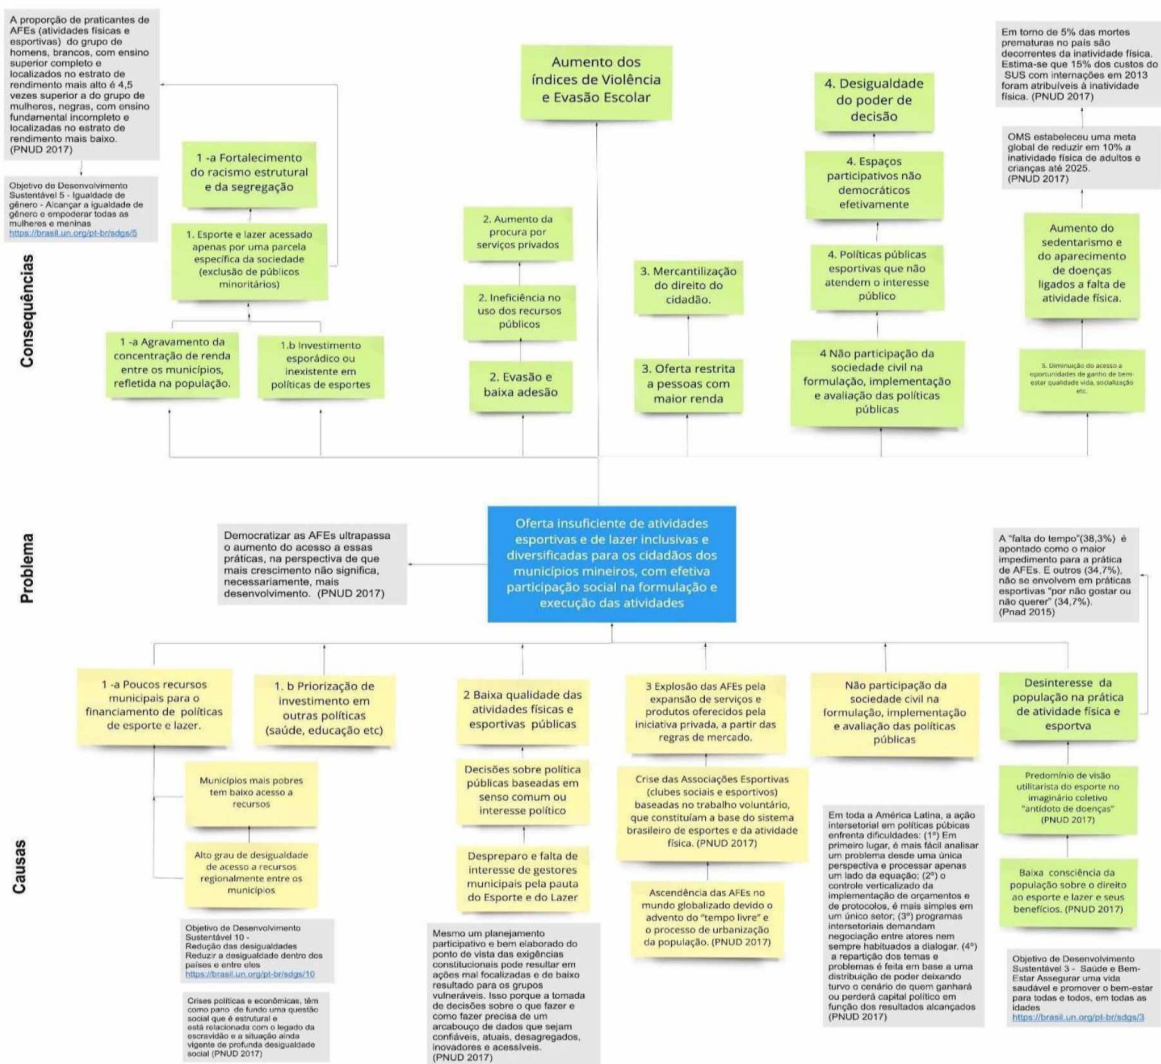 A proporção de praticantes de
AFEs (atividades físicas e
esportivas) do grupo de
homens, brancos, com ensino
superior completo e
localizados no estrato de
rendimento mais alto é 4,5
vezes superior a do grupo de
mulheres, negras, com ensino
fundamental incompleto e
localizadas no estrato de
rendimento mais baixo.
(PNUD 2017)
Objetivo de Desenvolvimento
Sustentável 5 - Igualdade de
gênero - Alcançar a igualdade de
gênero e empoderar todas as
mulheres e meninas
https://brasil.un.org/pt-br/sdgs/5
Consequências
1 -a Fortalecimento
do racismo estrutural
e da segregação
1. Esporte e lazer acessado
apenas por uma parcela
específica da sociedade
(exclusão de públicos
minoritários)
1 -a Agravamento da
concentração de renda
entre os municípios,
refletida na população.
1.b Investimento
esporádico ou
inexistente em
políticas de esportes
Aumento dos
índices de Violência
e Evasão Escolar
2. Aumento da
procura por
serviços privados
2. Ineficiência no
uso dos recursos
públicos
2. Evasão e
baixa adesão
3. Mercantilização
do direito do
cidadão.
3. Oferta restrita
a pessoas com
maior renda
4. Desigualdade
do poder de
decisão
4. Espaços
participativos não
democráticos
efetivamente
4. Políticas públicas
esportivas que não
atendem o interesse
público
4 Não participação da
sociedade civil na
formulação, implementação
e avaliação das políticas
públicas
Em torno de 5% das mortes
prematuras no país são
decorrentes da inatividade física.
Estima-se que 15% dos custos do
SUS com internações em 2013
foram atribuíveis à inatividade
física. (PNUD 2017)
OMS estabeleceu uma meta
global de reduzir em 10% a
inatividade física de adultos e
crianças até 2025.
(PNUD 2017)
Aumento do
sedentarismo e
do aparecimento
de doenças
ligados a falta de
atividade física.
5. Diminuição do acesso a
oportunidades de ganho de bem-
estar qualidade vida, socialização
etc.
Problema
Democratizar as AFEs ultrapassa
o aumento do acesso a essas
práticas, na perspectiva de que
mais crescimento não significa,
necessariamente, mais
desenvolvimento. (PNUD 2017)
Oferta insuficiente de atividades
esportivas e de lazer inclusivas e
diversificadas para os cidadãos dos
municípios mineiros, com efetiva
participação social na formulação e
execução das atividades
A "falta do tempo"(38,3%) é
apontado como o maior
impedimento para a prática
de AFEs. E outros (34,7%),
não se envolvem em práticas
esportivas "por não gostar ou
não querer" (34,7%).
(Pnad 2015)
Causas
1 -a Poucos recursos
municipais para o
financiamento de políticas
de esporte e lazer.
Municípios mais pobres
tem baixo acesso a
recursos
Alto grau de desigualdade
de acesso a recursos
regionalmente entre os
municípios
Objetivo de Desenvolvimento
Sustentável 10 -
Redução das desigualdades
Reduzir a desigualdade dentro dos
países e entre eles
https://brasil.un.org/pt-br/sdgs/10
Crises políticas e econômicas, têm
como pano de fundo uma questão
social que é estrutural e
está relacionada com o legado da
escravidão e a situação ainda
vigente de profunda desigualdade
social (PNUD 2017)
1. b Priorização de
investimento em
outras políticas
(saúde, educação etc)
2 Baixa qualidade das
atividades físicas e
esportivas públicas
Decisões sobre política
públicas baseadas em
senso comum ou
interesse político
Despreparo e falta de
interesse de gestores
municipais pela pauta
do Esporte e do Lazer
Mesmo um planejamento
participativo e bem elaborado do
ponto de vista das exigências
constitucionais pode resultar em
ações mal focalizadas e de baixo
resultado para os grupos
vulneráveis. Isso porque a tomada
de decisões sobre o que fazer e
como fazer precisa de um
arcabouço de dados que sejam
confiáveis, atuais, desagregados,
inovadores e acessíveis.
(PNUD 2017)
3 Explosão das AFEs pela
expansão de serviços e
produtos oferecidos pela
iniciativa privada, a partir das
regras de mercado.
Crise das Associações Esportivas
(clubes sociais e esportivos)
baseadas no trabalho voluntário,
que constituíam a base do sistema
brasileiro de esportes e da atividade
física. (PNUD 2017)
Ascendência das AFEs no
mundo globalizado devido o
advento do "tempo livre" e
o processo de urbanização
da população. (PNUD 2017)
Não participação da
sociedade civil na
formulação, implementação
e avaliação das políticas
públicas
Em toda a América Latina, a ação
intersetorial em políticas púbicas
enfrenta dificuldades: (1º) Em
primeiro lugar, é mais fácil analisar
um problema desde uma única
perspectiva e processar apenas
um lado da equação; (2º) o
controle verticalizado da
implementação de orçamentos e
de protocolos, é mais simples em
um único setor; (3º) programas
intersetoriais demandam
negociação entre atores nem
sempre habituados a dialogar. (4º)
a repartição dos temas e
problemas é feita em base a uma
distribuição de poder deixando
turvo o cenário de quem ganhará
ou perderá capital político em
função dos resultados alcançados
(PNUD 2017)
Desinteresse da
população na prática
de atividade física e
esportva
Predomínio de visão
utilitarista do esporte no
imaginário coletivo
"antídoto de doenças"
(PNUD 2017)
Baixa consciência da
população sobre o direito
ao esporte e lazer e seus
benefícios. (PNUD 2017)
Objetivo de Desenvolvimento
Sustentável 3 - Saúde e Bem-
Estar Assegurar uma vida
saudável e promover o bem-estar
para todas e todos, em todas as
idades
https://brasil.un.org/pt-br/sdgs/3